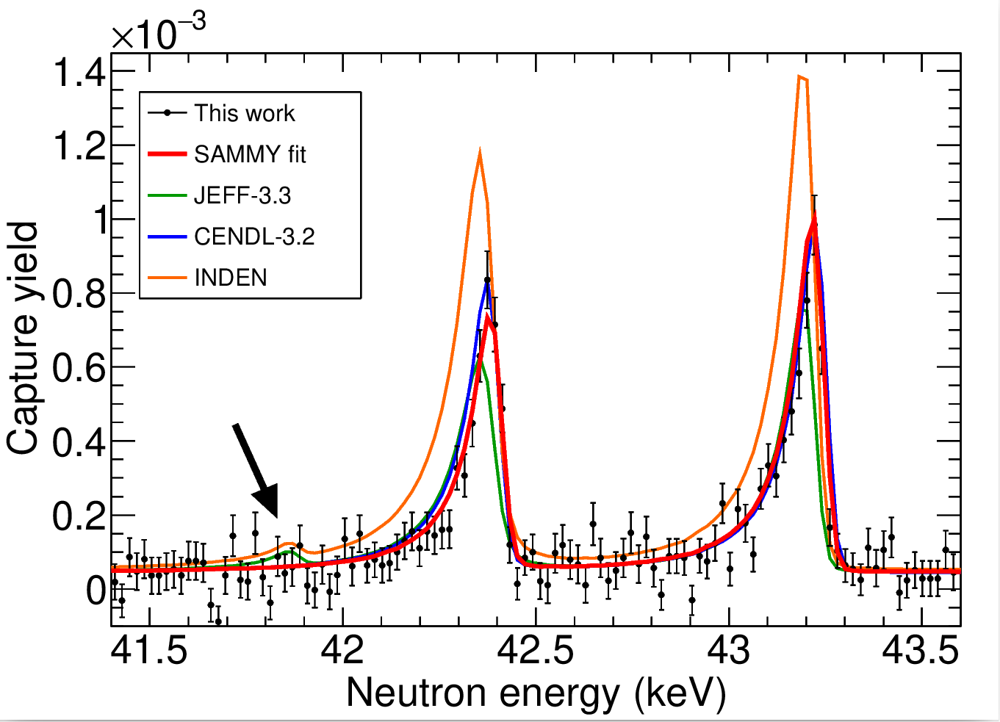 ×10⁻³
1.4
1.2
1
0.8
0.6
0.4
0.2
0
Capture yield
This work
SAMMY fit
JEFF-3.3
CENDL-3.2
INDEN
41.5 42 42.5 43 43.5
Neutron energy (keV)